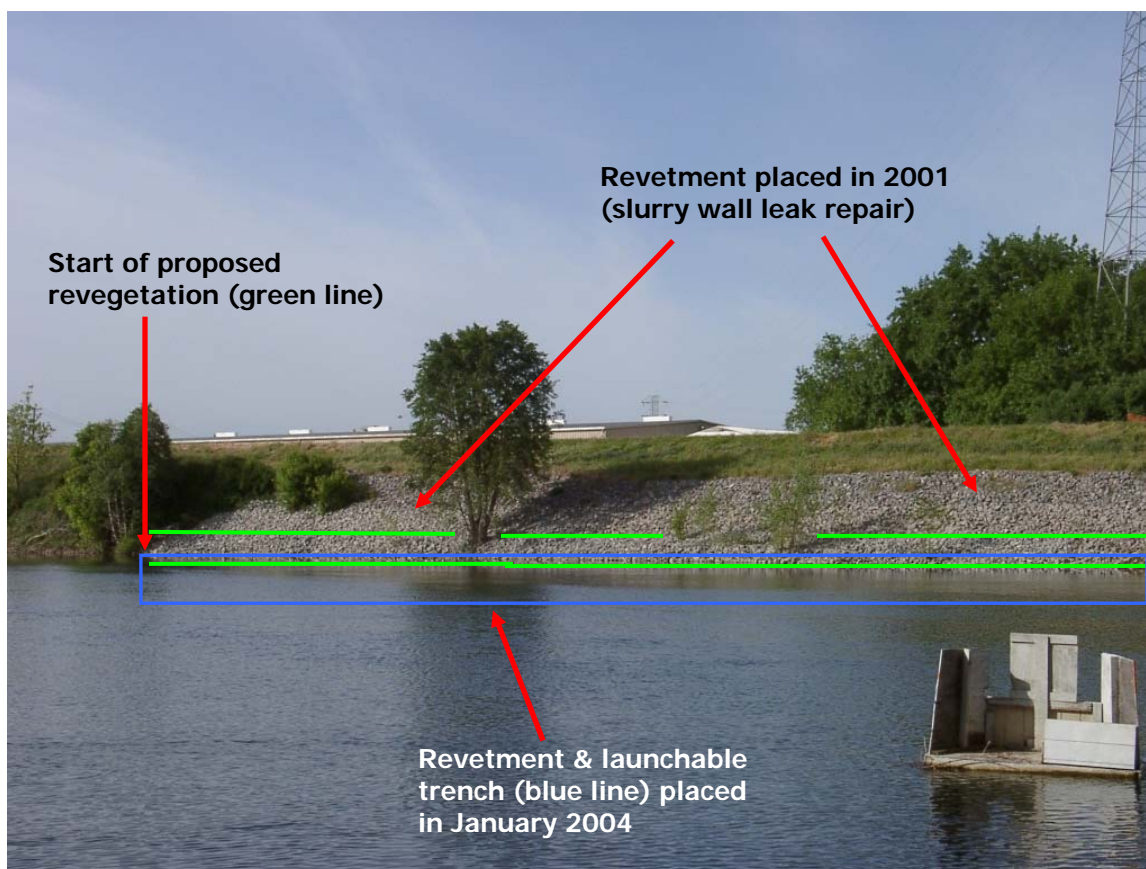 Revetment placed in 2001
(slurry wall leak repair)
Start of proposed
revegetation (green line)
Revetment & launchable
trench (blue line) placed
in January 2004